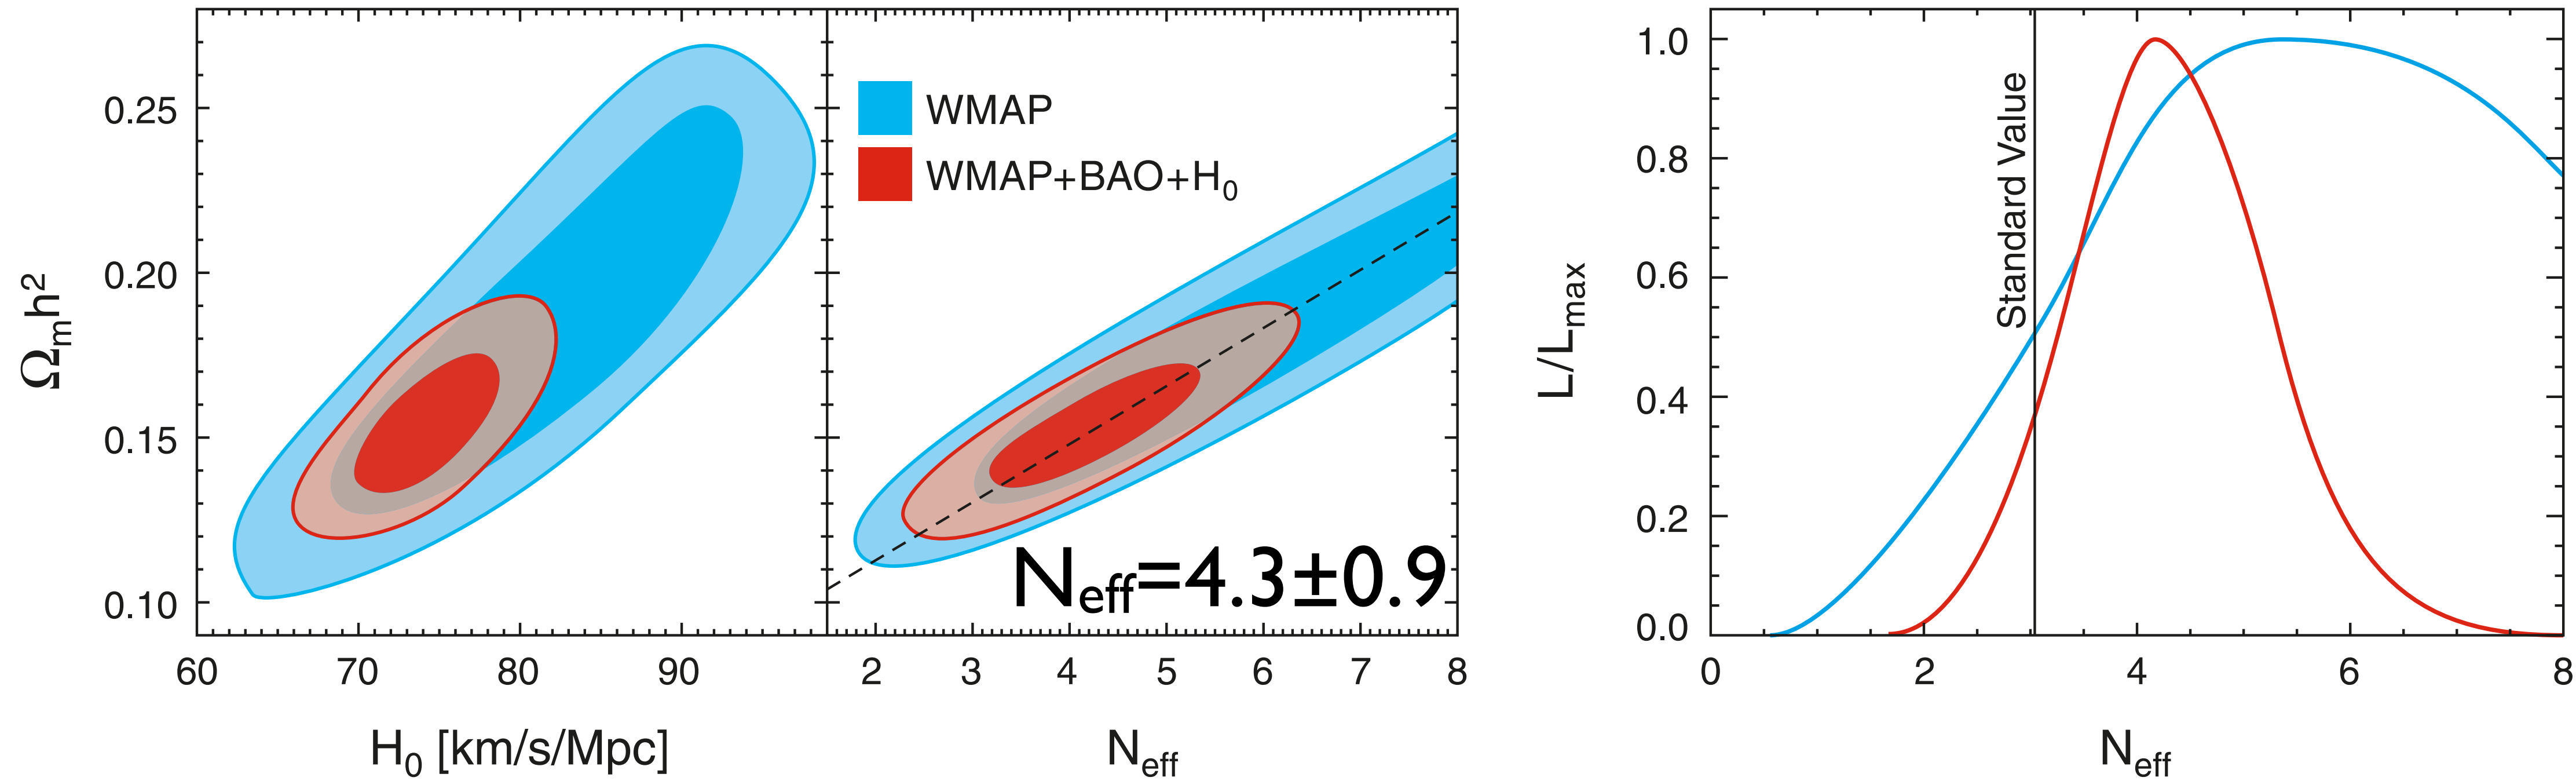 Ωₘh²
0.25
0.20
0.15
0.10
60 70 80 90
H₀ [km/s/Mpc]
WMAP
WMAP+BAO+H₀
Neff=4.3±0.9
2 3 4 5 6 7 8
Neff
L/Lmax
1.0
0.8
0.6
0.4
0.2
0.0
Standard Value
0 2 4 6 8
Neff